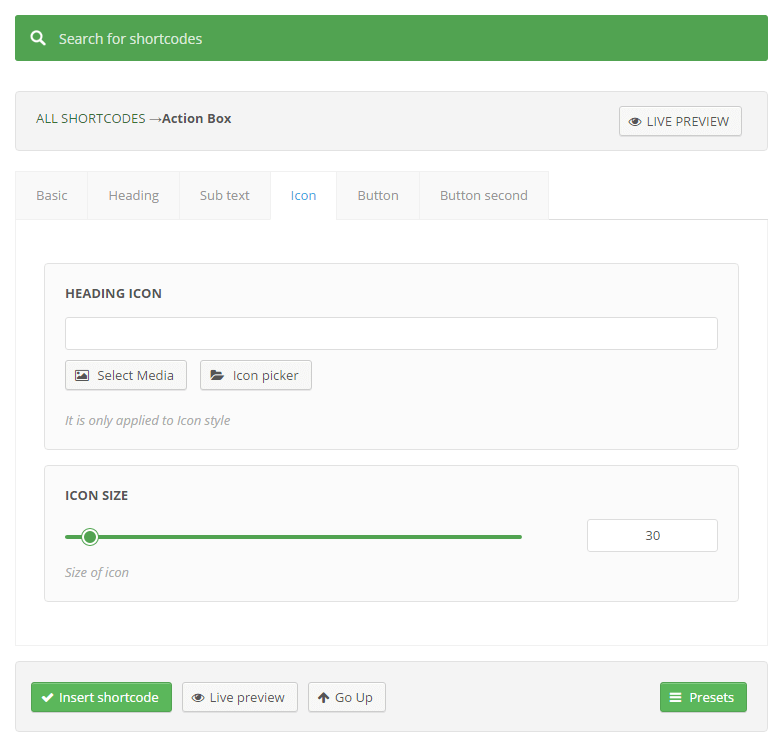 Search for shortcodes
ALL SHORTCODES →Action Box
LIVE PREVIEW
Basic Heading Sub text Icon Button Button second
HEADING ICON
Select Media Icon picker
It is only applied to Icon style
ICON SIZE
30
Size of icon
Insert shortcode Live preview Go Up Presets